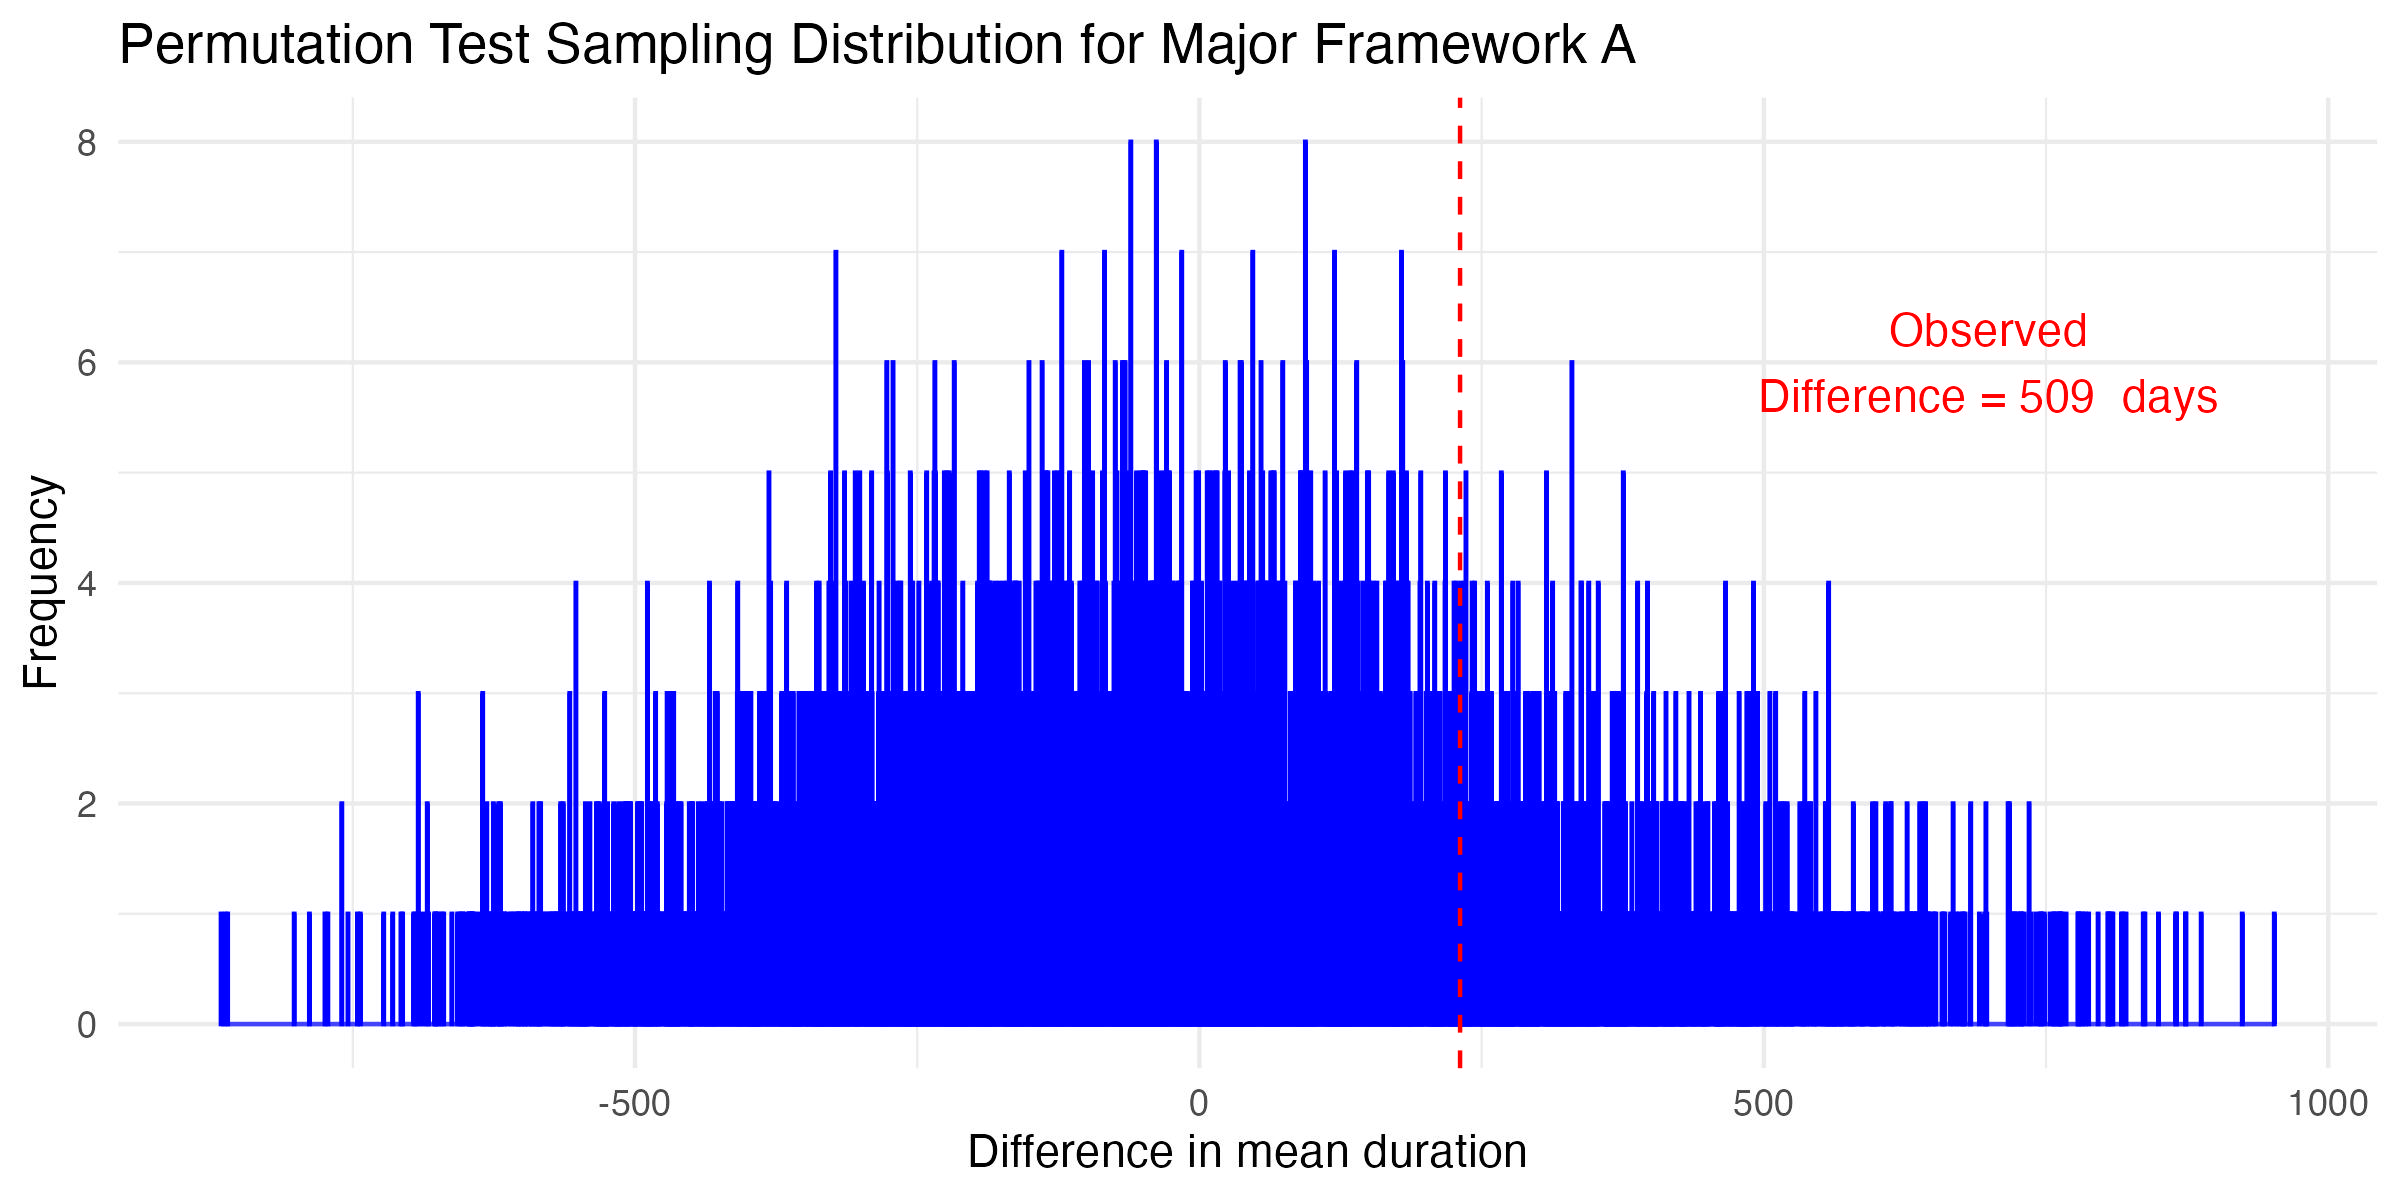 Permutation Test Sampling Distribution for Major Framework A
8
6
4
2
0
Frequency
Observed
Difference = 509  days
-500
0
500
1000
Difference in mean duration